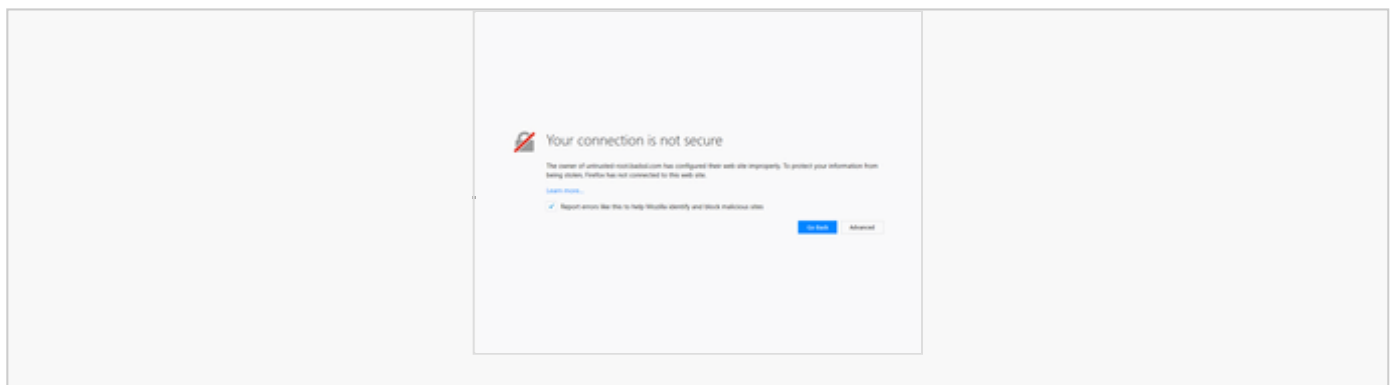 Your connection is not secure
The owner of untrusted-root.badssl.com has configured their web site improperly. To protect your information from
being stolen, Firefox has not connected to this web site.
Learn more...
Report errors like this to help Mozilla identify and block malicious sites
Go Back Advanced